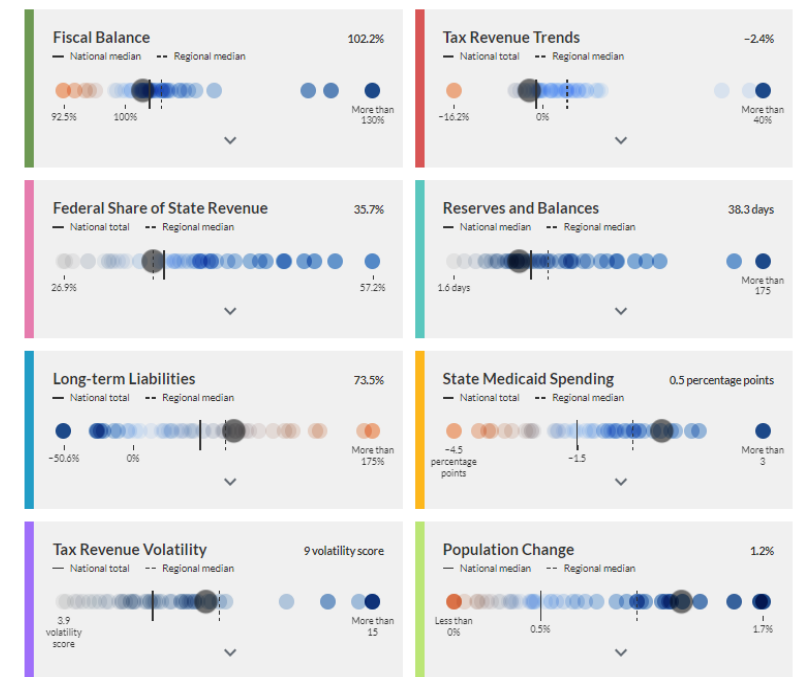 Fiscal Balance 102.2%
National median Regional median
92.5% 100% More than
130%
Tax Revenue Trends −2.4%
National total Regional median
−16.2% 0% More than
40%
Federal Share of State Revenue 35.7%
National total Regional median
26.9% 57.2%
Reserves and Balances 38.3 days
National median Regional median
1.6 days More than
175
Long-term Liabilities 73.5%
National total Regional median
−50.6% 0% More than
175%
State Medicaid Spending 0.5 percentage points
National total Regional median
−4.5 −1.5 More than
percentage 3
points
Tax Revenue Volatility 9 volatility score
National total Regional median
3.9 More than
volatility 15
score
Population Change 1.2%
National median Regional median
Less than 0.5% 1.7%
0%